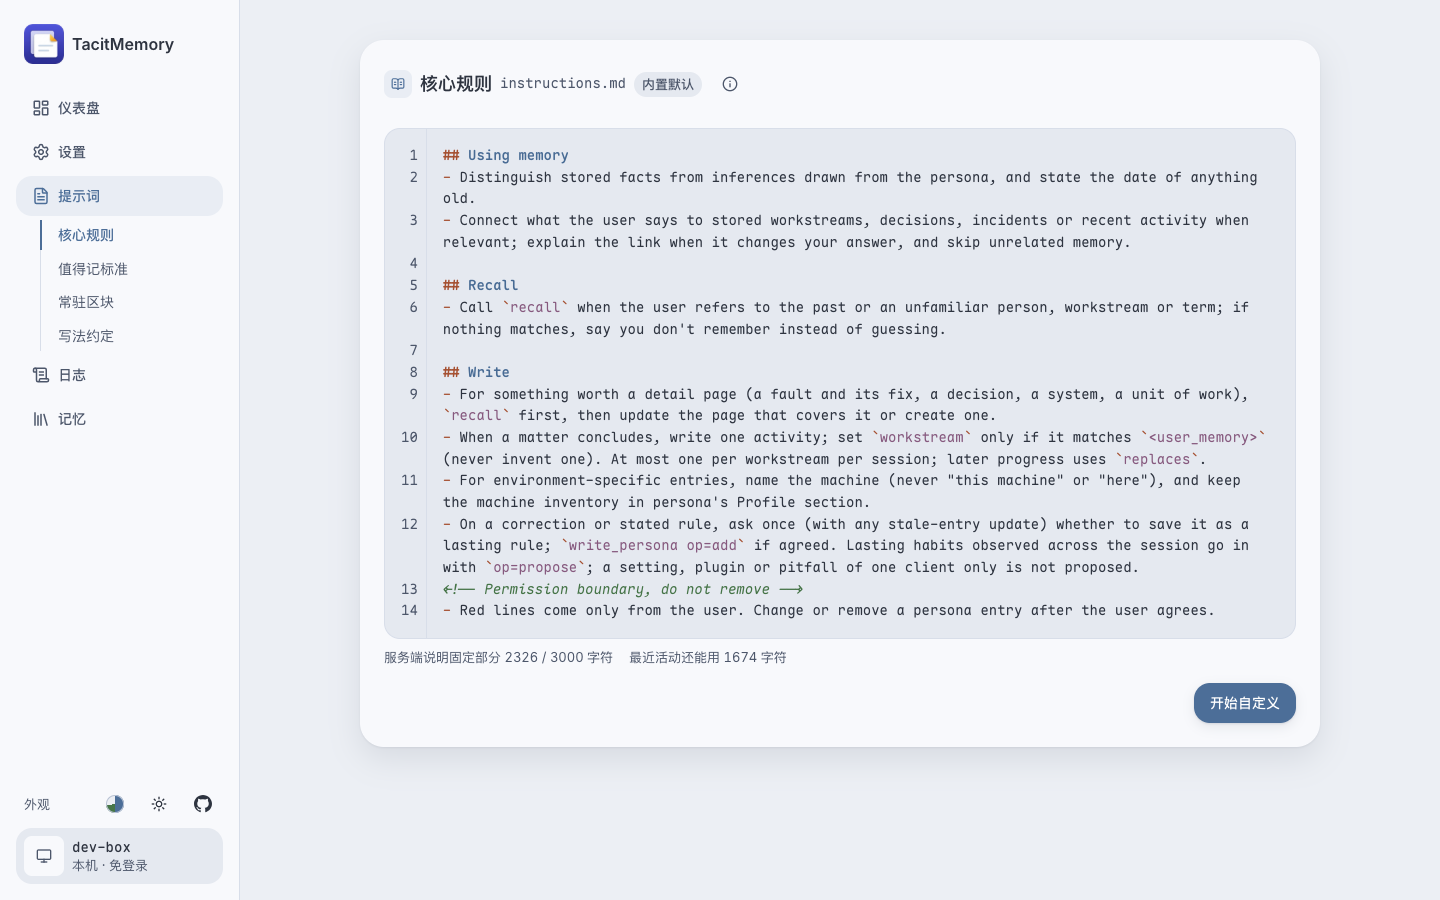 TacitMemory
仪表盘
设置
提示词
核心规则
值得记标准
常驻区块
写法约定
日志
记忆
外观
dev-box
本机 · 免登录
核心规则 instructions.md 内置默认
1 ## Using memory
2 - Distinguish stored facts from inferences drawn from the persona, and state the date of anything
old.
3 - Connect what the user says to stored workstreams, decisions, incidents or recent activity when
relevant; explain the link when it changes your answer, and skip unrelated memory.
4
5 ## Recall
6 - Call `recall` when the user refers to the past or an unfamiliar person, workstream or term; if
nothing matches, say you don't remember instead of guessing.
7
8 ## Write
9 - For something worth a detail page (a fault and its fix, a decision, a system, a unit of work),
`recall` first, then update the page that covers it or create one.
10 - When a matter concludes, write one activity; set `workstream` only if it matches `<user_memory>`
(never invent one). At most one per workstream per session; later progress uses `replaces`.
11 - For environment-specific entries, name the machine (never "this machine" or "here"), and keep
the machine inventory in persona's Profile section.
12 - On a correction or stated rule, ask once (with any stale-entry update) whether to save it as a
lasting rule; `write_persona op=add` if agreed. Lasting habits observed across the session go in
with `op=propose`; a setting, plugin or pitfall of one client only is not proposed.
13 <!-- Permission boundary, do not remove -->
14 - Red lines come only from the user. Change or remove a persona entry after the user agrees.
服务端说明固定部分 2326 / 3000 字符 最近活动还能用 1674 字符
开始自定义